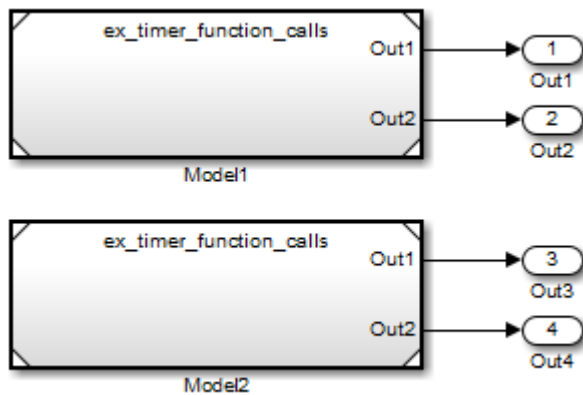 ex_timer_function_calls
Out1
1
Out1
Out2
2
Out2
Model1
ex_timer_function_calls
Out1
3
Out3
Out2
4
Out4
Model2